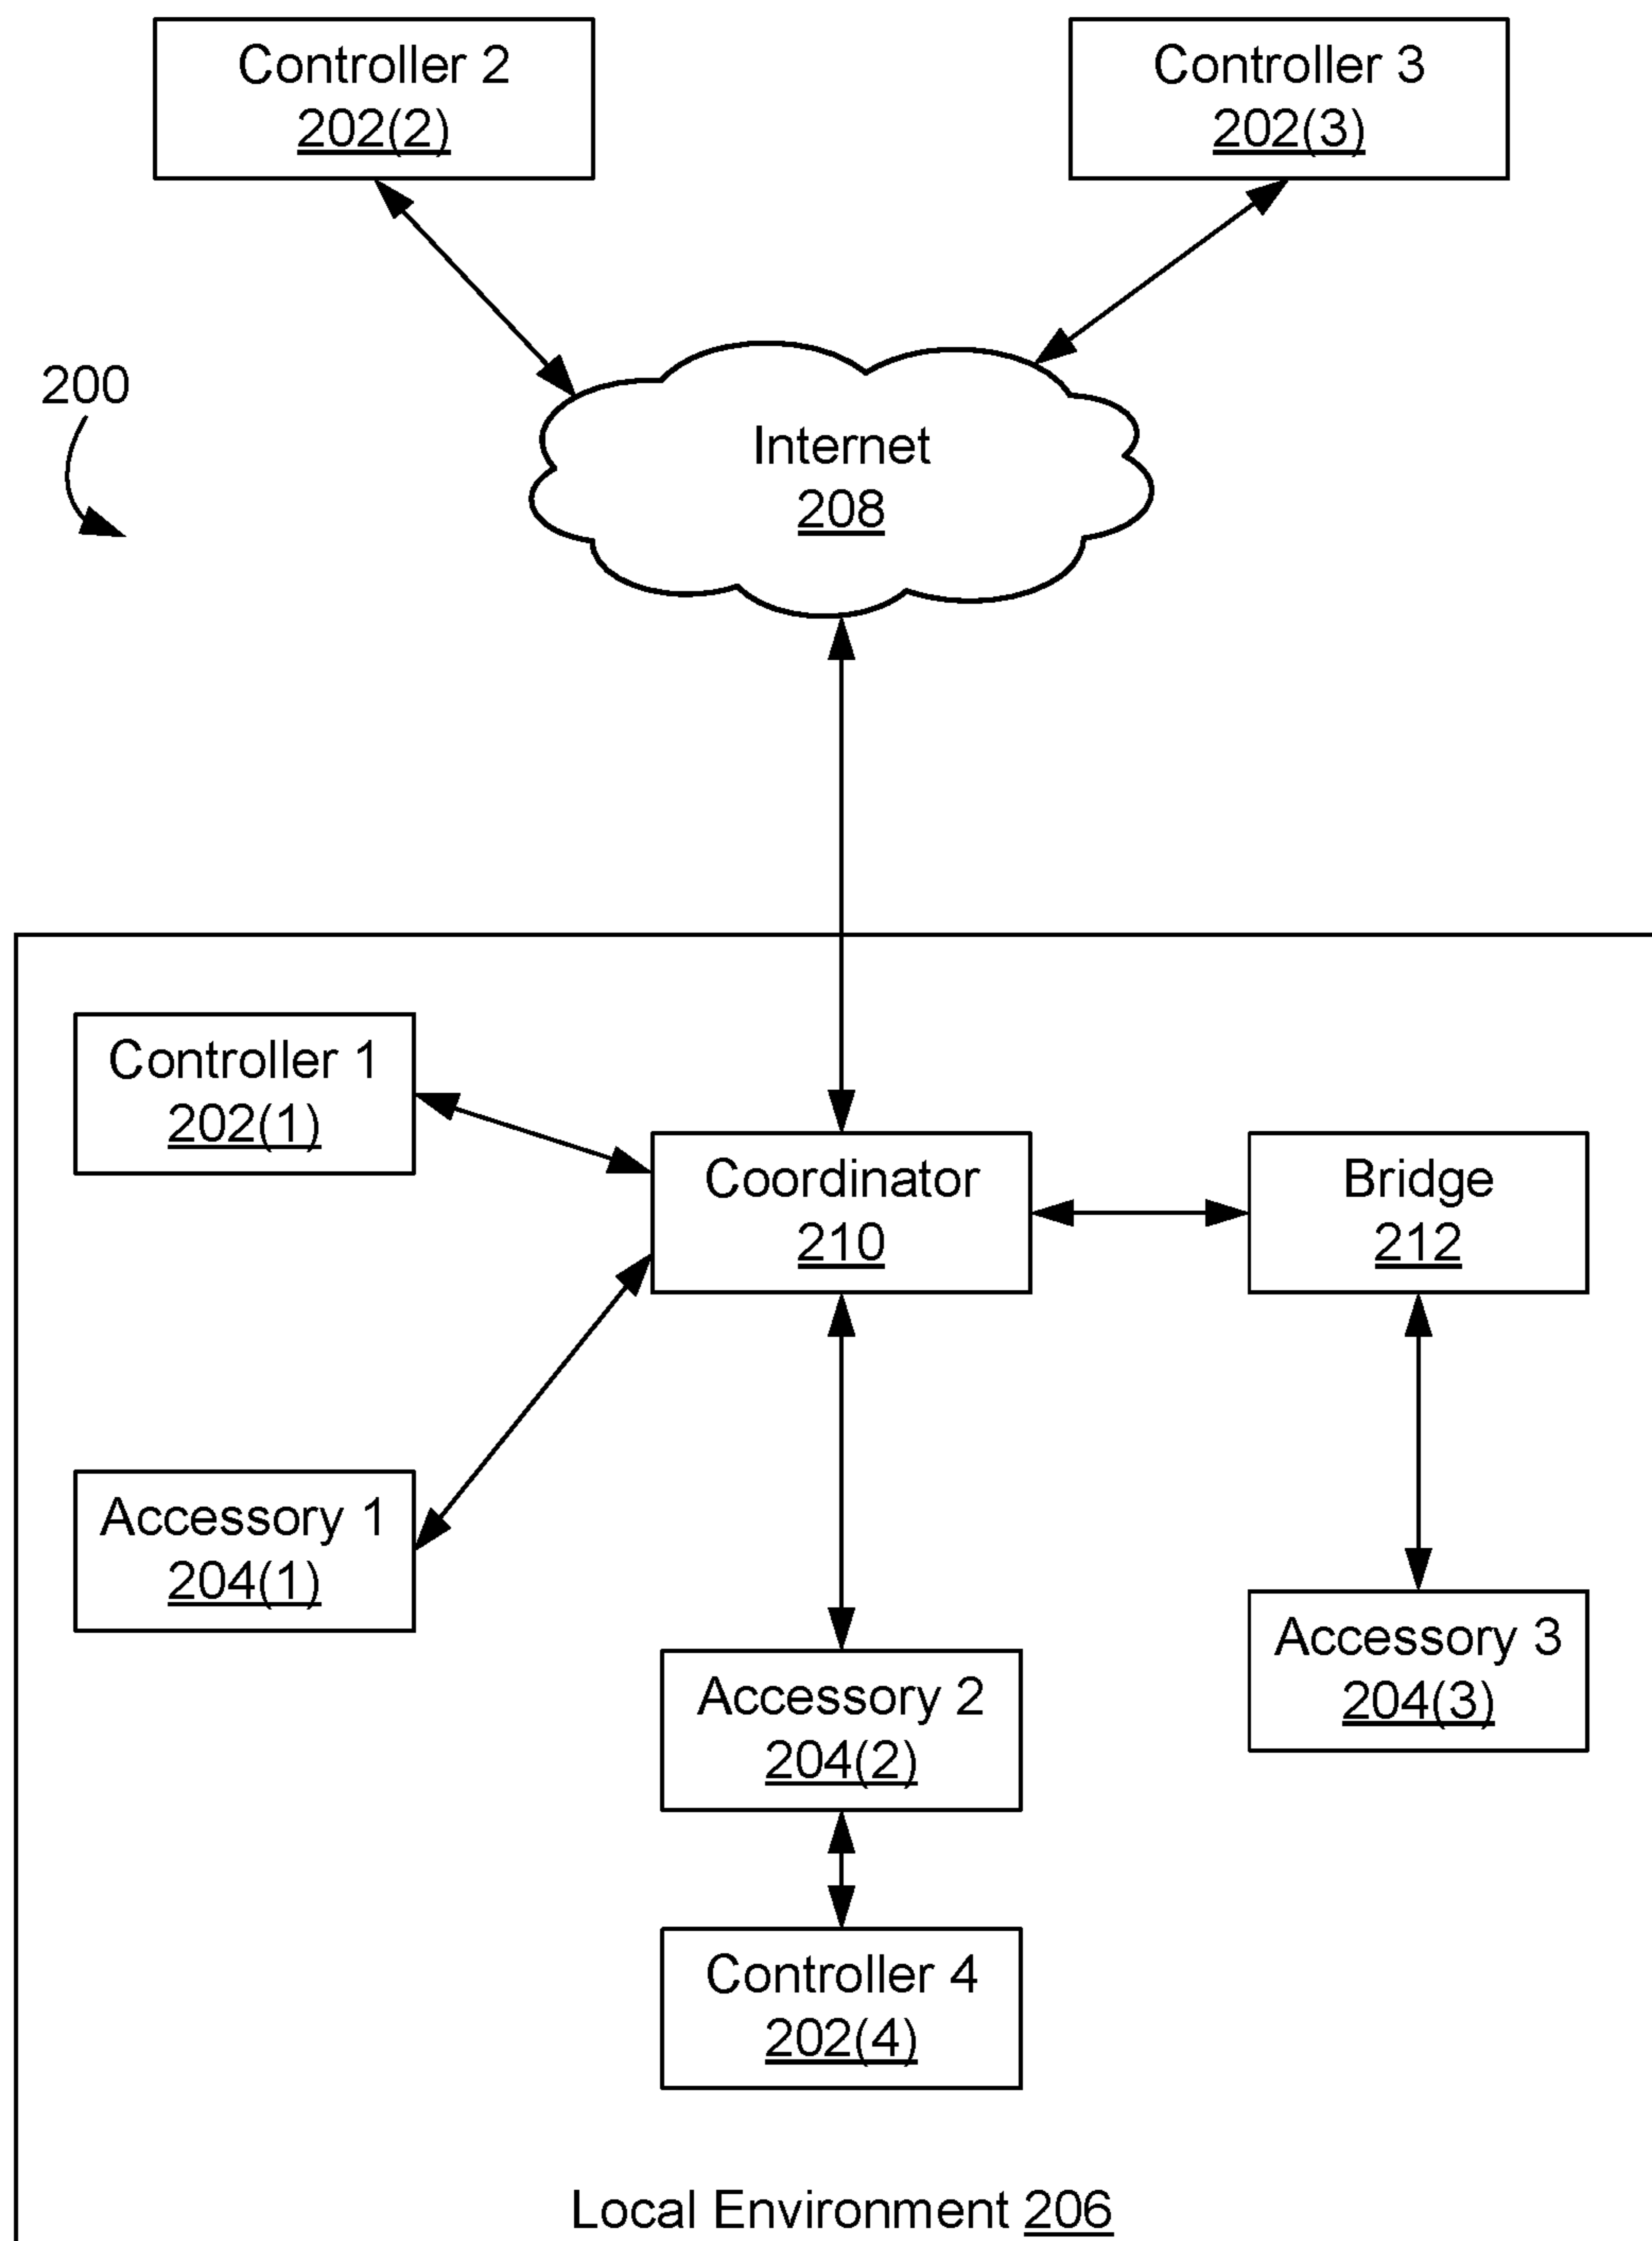 Controller 2
202(2)
Controller 3
202(3)
200
Internet
208
Controller 1
202(1)
Coordinator
210
Bridge
212
Accessory 1
204(1)
Accessory 2
204(2)
Accessory 3
204(3)
Controller 4
202(4)
Local Environment 206